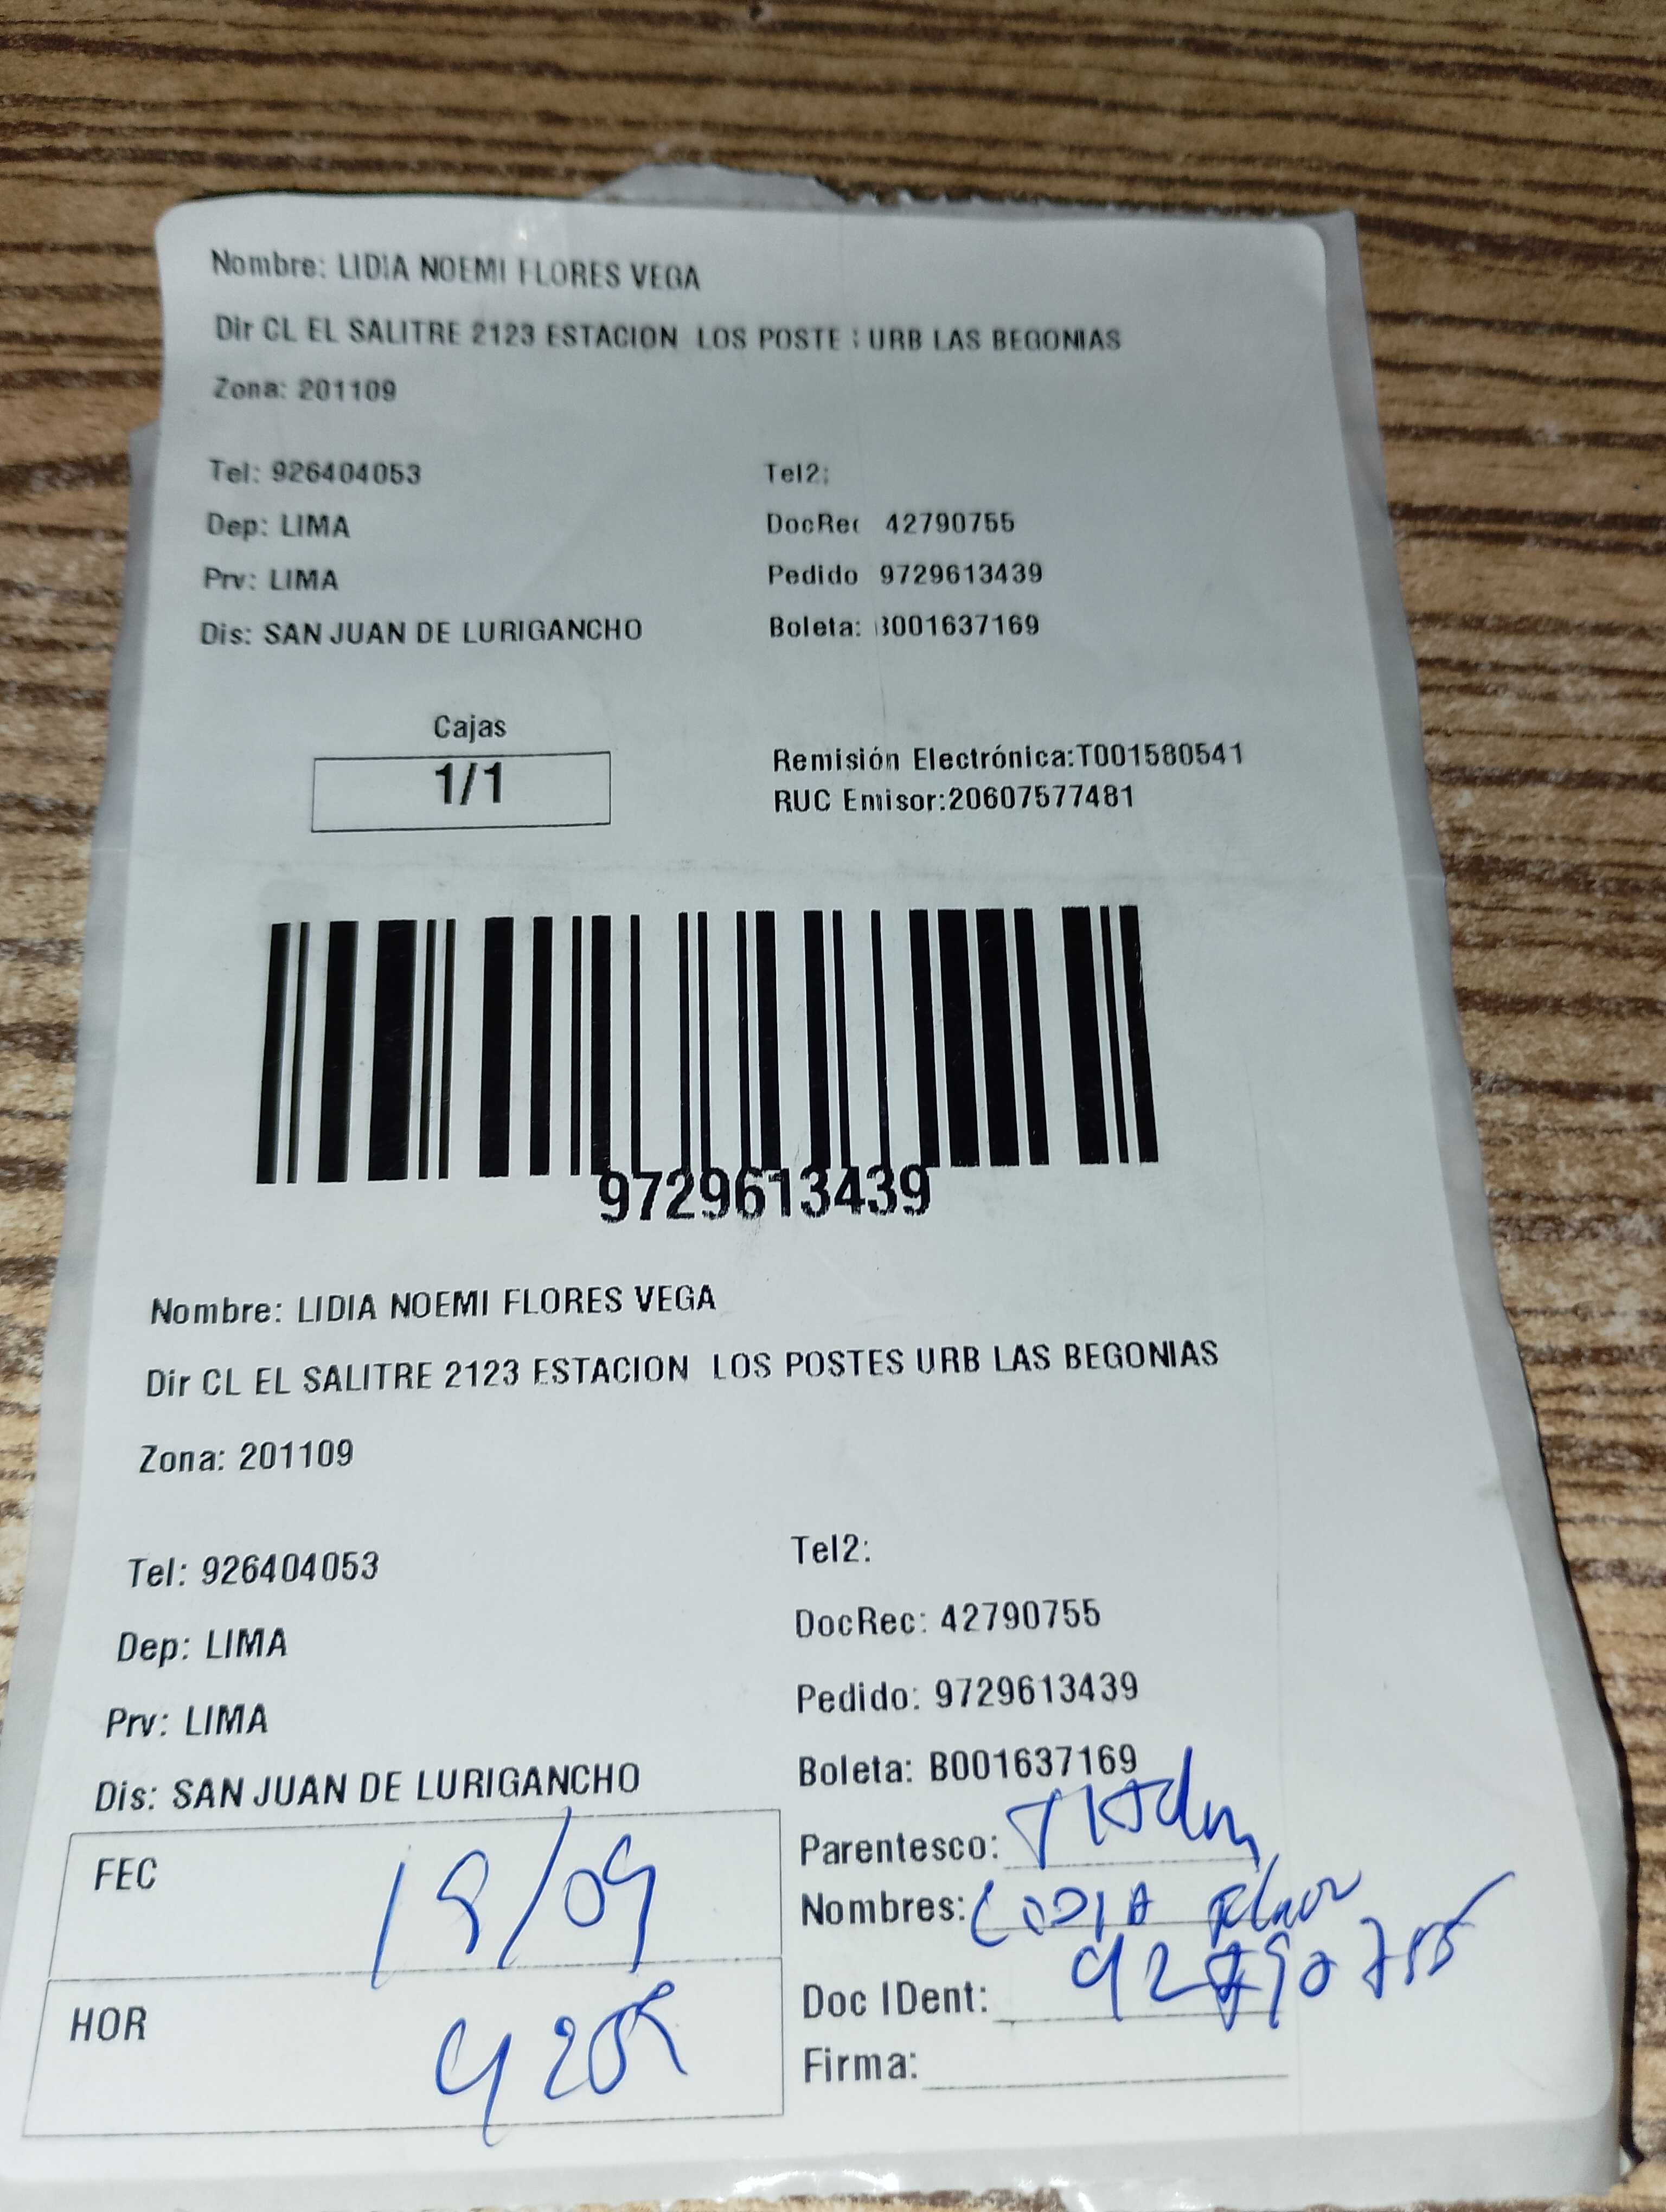 Nombre: LIDIA NOEMI FLORES VEGA
Dir CL EL SALITRE 2123 ESTACION LOS POSTE : URB LAS BEGONIAS
Zona: 201109
Tel: 926404053 Tel2:
Dep: LIMA DocRec 42790755
Prv: LIMA Pedido 9729613439
Dis: SAN JUAN DE LURIGANCHO Boleta: B001637169
Cajas
1/1
Remisión Electrónica:T001580541
RUC Emisor:20607577481
9729613439
Nombre: LIDIA NOEMI FLORES VEGA
Dir CL EL SALITRE 2123 ESTACION LOS POSTES URB LAS BEGONIAS
Zona: 201109
Tel: 926404053 Tel2:
Dep: LIMA DocRec: 42790755
Prv: LIMA Pedido: 9729613439
Dis: SAN JUAN DE LURIGANCHO Boleta: B001637169
FEC Parentesco:
Nombres:
HOR Doc IDent: 42790755
Firma: